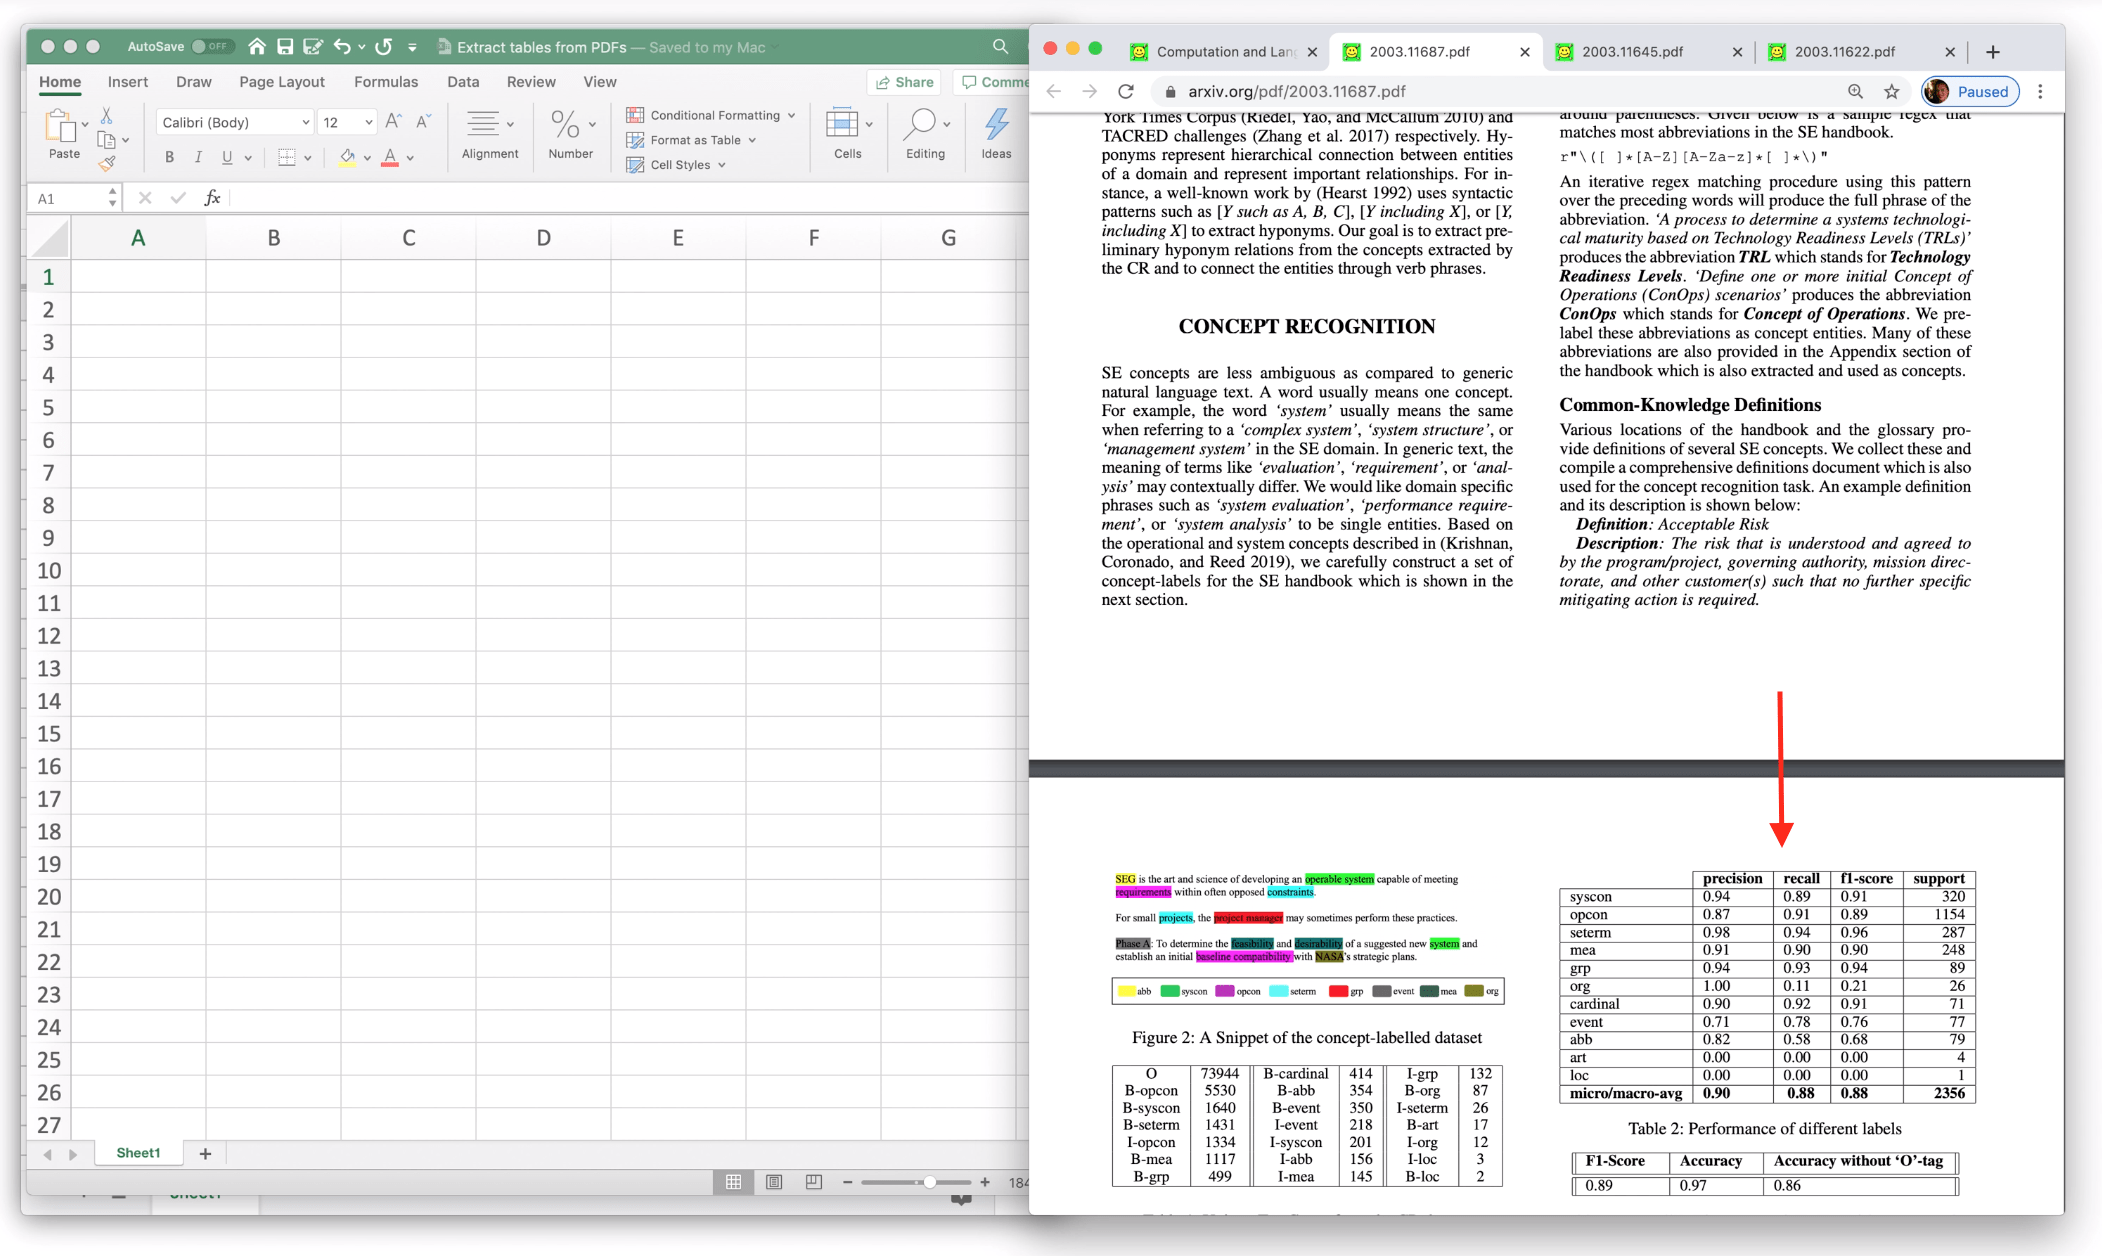 AutoSave OFF Extract tables from PDFs — Saved to my Mac
Home Insert Draw Page Layout Formulas Data Review View Share Comme
Paste
Calibri (Body) 12
B I U
Alignment
Number
Conditional Formatting
Format as Table
Cell Styles
Cells
Editing
Ideas
A1 fx
A B C D E F G
1
2
3
4
5
6
7
8
9
10
11
12
13
14
15
16
17
18
19
20
21
22
23
24
25
26
27
Sheet1 +
184
Computation and Lan 2003.11687.pdf 2003.11645.pdf 2003.11622.pdf
arxiv.org/pdf/2003.11687.pdf Paused
York Times Corpus (Riedel, Yao, and McCallum 2010) and
TACRED challenges (Zhang et al. 2017) respectively. Hy-
ponyms represent hierarchical connection between entities
of a domain and represent important relationships. For in-
stance, a well-known work by (Hearst 1992) uses syntactic
patterns such as [Y such as A, B, C], [Y including X], or [Y,
including X] to extract hyponyms. Our goal is to extract pre-
liminary hyponym relations from the concepts extracted by
the CR and to connect the entities through verb phrases.
CONCEPT RECOGNITION
SE concepts are less ambiguous as compared to generic
natural language text. A word usually means one concept.
For example, the word ‘system’ usually means the same
when referring to a ‘complex system’, ‘system structure’, or
‘management system’ in the SE domain. In generic text, the
meaning of terms like ‘evaluation’, ‘requirement’, or ‘anal-
ysis’ may contextually differ. We would like domain specific
phrases such as ‘system evaluation’, ‘performance require-
ment’, or ‘system analysis’ to be single entities. Based on
the operational and system concepts described in (Krishnan,
Coronado, and Reed 2019), we carefully construct a set of
concept-labels for the SE handbook which is shown in the
next section.
around parentheses. Given below is a sample regex that
matches most abbreviations in the SE handbook.
r"\([ ]*[A-Z][A-Za-z]*[ ]*\)"
An iterative regex matching procedure using this pattern
over the preceding words will produce the full phrase of the
abbreviation. ‘A process to determine a systems technologi-
cal maturity based on Technology Readiness Levels (TRLs)’
produces the abbreviation TRL which stands for Technology
Readiness Levels. ‘Define one or more initial Concept of
Operations (ConOps) scenarios’ produces the abbreviation
ConOps which stands for Concept of Operations. We pre-
label these abbreviations as concept entities. Many of these
abbreviations are also provided in the Appendix section of
the handbook which is also extracted and used as concepts.
Common-Knowledge Definitions
Various locations of the handbook and the glossary pro-
vide definitions of several SE concepts. We collect these and
compile a comprehensive definitions document which is also
used for the concept recognition task. An example definition
and its description is shown below:
Definition: Acceptable Risk
Description: The risk that is understood and agreed to
by the program/project, governing authority, mission direc-
torate, and other customer(s) such that no further specific
mitigating action is required.
SEG is the art and science of developing an operable system capable of meeting
requirements within often opposed constraints.
For small projects, the project manager may sometimes perform these practices.
Phase A: To determine the feasibility and desirability of a suggested new system and
establish an initial baseline compatibility with NASA's strategic plans.
abb syscon opcon seterm grp event mea org
Figure 2: A Snippet of the concept-labelled dataset
O 73944 B-cardinal 414 I-grp 132
B-opcon 5530 B-abb 354 B-org 87
B-syscon 1640 B-event 350 I-seterm 26
B-seterm 1431 I-event 218 B-art 17
I-opcon 1334 I-syscon 201 I-org 12
B-mea 1117 I-abb 156 I-loc 3
B-grp 499 I-mea 145 B-loc 2
precision recall f1-score support
syscon 0.94 0.89 0.91 320
opcon 0.87 0.91 0.89 1154
seterm 0.98 0.94 0.96 287
mea 0.91 0.90 0.90 248
grp 0.94 0.93 0.94 89
org 1.00 0.11 0.21 26
cardinal 0.90 0.92 0.91 71
event 0.71 0.78 0.76 77
abb 0.82 0.58 0.68 79
art 0.00 0.00 0.00 4
loc 0.00 0.00 0.00 1
micro/macro-avg 0.90 0.88 0.88 2356
Table 2: Performance of different labels
F1-Score Accuracy Accuracy without ‘O’-tag
0.89 0.97 0.86